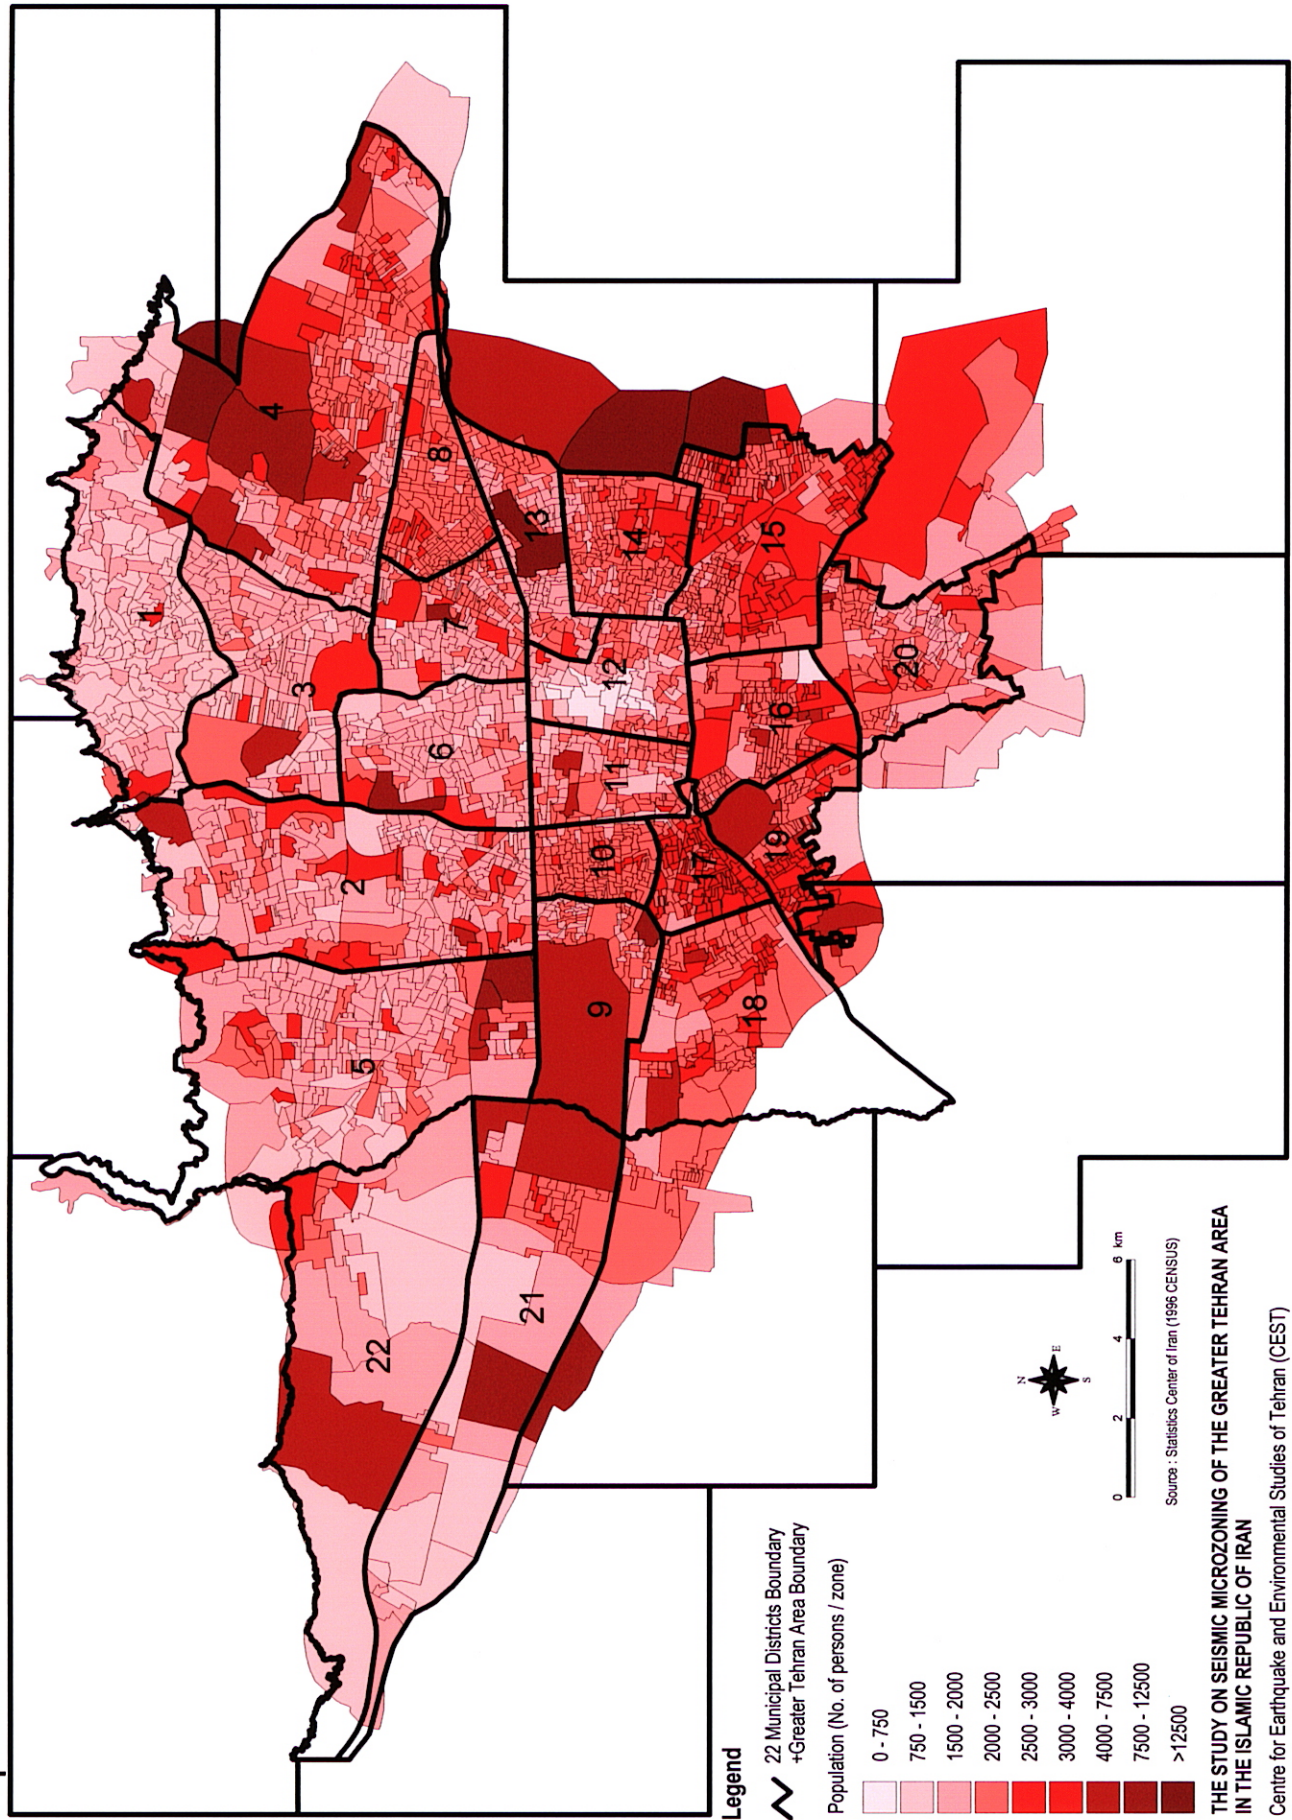 1
2
3
4
5
6
7
8
9
10
11
12
13
14
15
16
17
18
19
20
21
22
Legend
22 Municipal Districts Boundary
+Greater Tehran Area Boundary
Population (No. of persons / zone)
0 - 750
750 - 1500
1500 - 2000
2000 - 2500
2500 - 3000
3000 - 4000
4000 - 7500
7500 - 12500
>12500
N
W E
S
0 2 4 6 km
Source : Statistics Center of Iran (1996 CENSUS)
THE STUDY ON SEISMIC MICROZONING OF THE GREATER TEHRAN AREA
IN THE ISLAMIC REPUBLIC OF IRAN
Centre for Earthquake and Environmental Studies of Tehran (CEST)